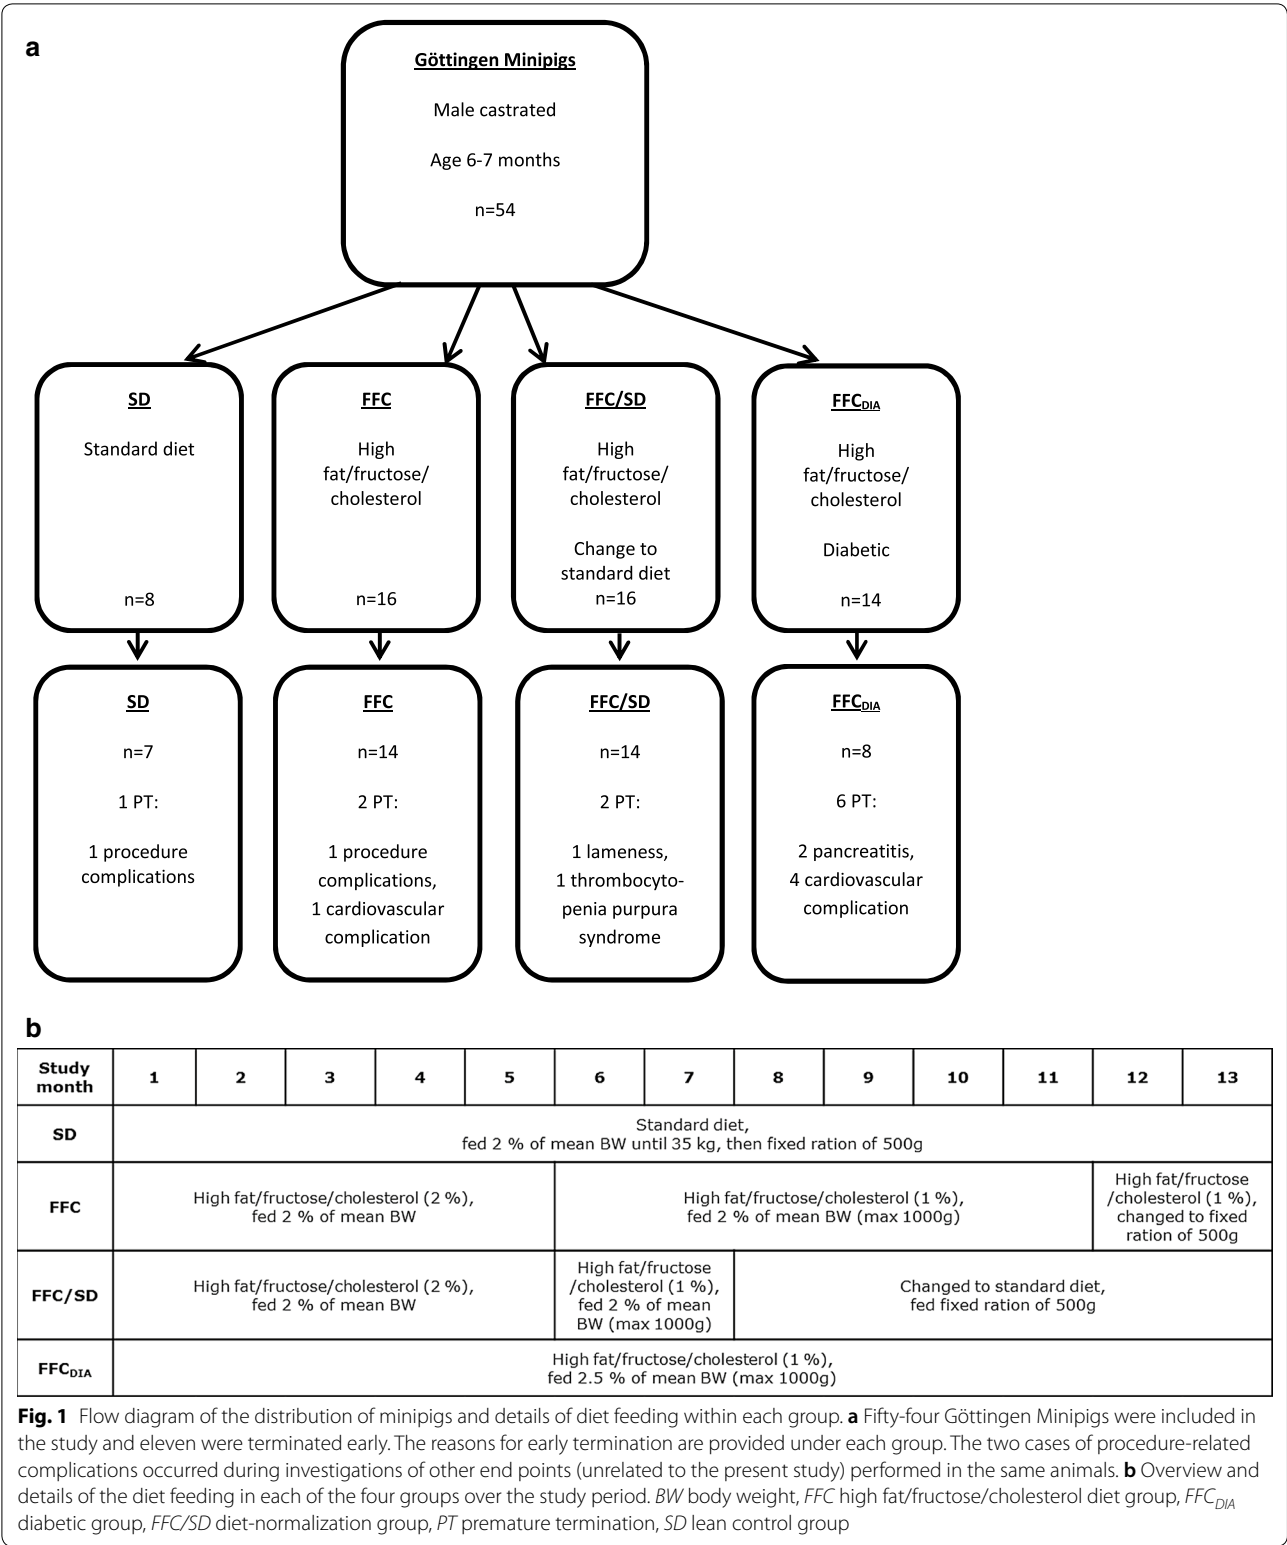 a
Göttingen Minipigs
Male castrated
Age 6-7 months
n=54
SD
Standard diet
n=8
FFC
High
fat/fructose/
cholesterol
n=16
FFC/SD
High
fat/fructose/
cholesterol
Change to
standard diet
n=16
FFCDIA
High
fat/fructose/
cholesterol
Diabetic
n=14
SD
n=7
1 PT:
1 procedure
complications
FFC
n=14
2 PT:
1 procedure
complications,
1 cardiovascular
complication
FFC/SD
n=14
2 PT:
1 lameness,
1 thrombocyto-
penia purpura
syndrome
FFCDIA
n=8
6 PT:
2 pancreatitis,
4 cardiovascular
complication
b
Study
month
1 2 3 4 5 6 7 8 9 10 11 12 13
SD
Standard diet,
fed 2 % of mean BW until 35 kg, then fixed ration of 500g
FFC
High fat/fructose/cholesterol (2 %),
fed 2 % of mean BW
High fat/fructose/cholesterol (1 %),
fed 2 % of mean BW (max 1000g)
High fat/fructose
/cholesterol (1 %),
changed to fixed
ration of 500g
FFC/SD
High fat/fructose/cholesterol (2 %),
fed 2 % of mean BW
High fat/fructose
/cholesterol (1 %),
fed 2 % of mean
BW (max 1000g)
Changed to standard diet,
fed fixed ration of 500g
FFCDIA
High fat/fructose/cholesterol (1 %),
fed 2.5 % of mean BW (max 1000g)
Fig. 1 Flow diagram of the distribution of minipigs and details of diet feeding within each group. a Fifty-four Göttingen Minipigs were included in
the study and eleven were terminated early. The reasons for early termination are provided under each group. The two cases of procedure-related
complications occurred during investigations of other end points (unrelated to the present study) performed in the same animals. b Overview and
details of the diet feeding in each of the four groups over the study period. BW body weight, FFC high fat/fructose/cholesterol diet group, FFCDIA
diabetic group, FFC/SD diet-normalization group, PT premature termination, SD lean control group